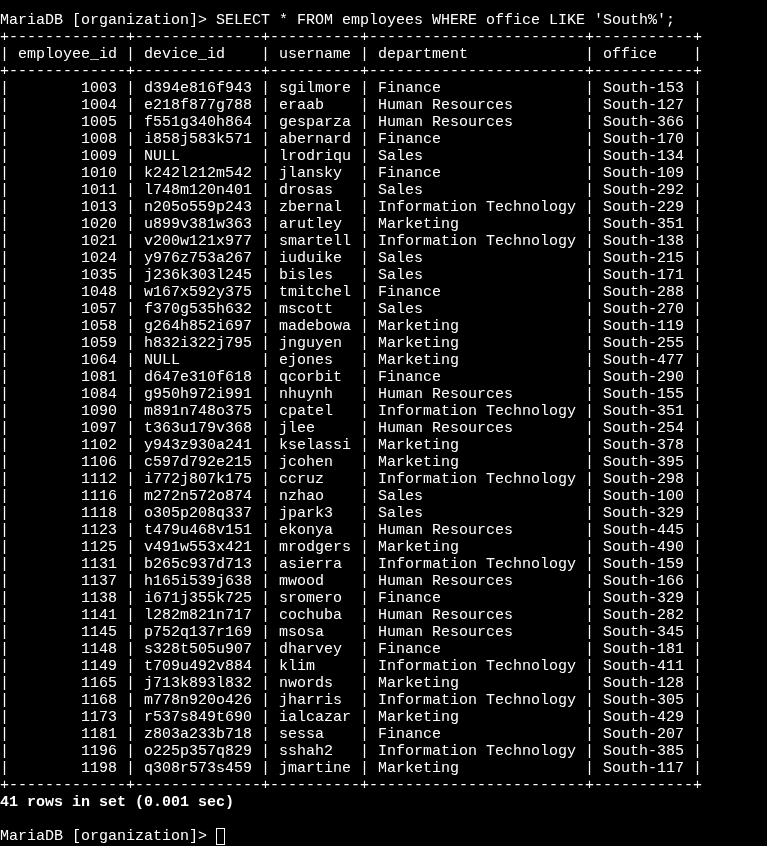 MariaDB [organization]> SELECT * FROM employees WHERE office LIKE 'South%';
+-------------+--------------+----------+------------------------+-----------+
| employee_id | device_id    | username | department             | office    |
+-------------+--------------+----------+------------------------+-----------+
|        1003 | d394e816f943 | sgilmore | Finance                | South-153 |
|        1004 | e218f877g788 | eraab    | Human Resources        | South-127 |
|        1005 | f551g340h864 | gesparza | Human Resources        | South-366 |
|        1008 | i858j583k571 | abernard | Finance                | South-170 |
|        1009 | NULL         | lrodriqu | Sales                  | South-134 |
|        1010 | k242l212m542 | jlansky  | Finance                | South-109 |
|        1011 | l748m120n401 | drosas   | Sales                  | South-292 |
|        1013 | n205o559p243 | zbernal  | Information Technology | South-229 |
|        1020 | u899v381w363 | arutley  | Marketing              | South-351 |
|        1021 | v200w121x977 | smartell | Information Technology | South-138 |
|        1024 | y976z753a267 | iuduike  | Sales                  | South-215 |
|        1035 | j236k303l245 | bisles   | Sales                  | South-171 |
|        1048 | w167x592y375 | tmitchel | Finance                | South-288 |
|        1057 | f370g535h632 | mscott   | Sales                  | South-270 |
|        1058 | g264h852i697 | madebowa | Marketing              | South-119 |
|        1059 | h832i322j795 | jnguyen  | Marketing              | South-255 |
|        1064 | NULL         | ejones   | Marketing              | South-477 |
|        1081 | d647e310f618 | qcorbit  | Finance                | South-290 |
|        1084 | g950h972i991 | nhuynh   | Human Resources        | South-155 |
|        1090 | m891n748o375 | cpatel   | Information Technology | South-351 |
|        1097 | t363u179v368 | jlee     | Human Resources        | South-254 |
|        1102 | y943z930a241 | kselassi | Marketing              | South-378 |
|        1106 | c597d792e215 | jcohen   | Marketing              | South-395 |
|        1112 | i772j807k175 | ccruz    | Information Technology | South-298 |
|        1116 | m272n572o874 | nzhao    | Sales                  | South-100 |
|        1118 | o305p208q337 | jpark3   | Sales                  | South-329 |
|        1123 | t479u468v151 | ekonya   | Human Resources        | South-445 |
|        1125 | v491w553x421 | mrodgers | Marketing              | South-490 |
|        1131 | b265c937d713 | asierra  | Information Technology | South-159 |
|        1137 | h165i539j638 | mwood    | Human Resources        | South-166 |
|        1138 | i671j355k725 | sromero  | Finance                | South-329 |
|        1141 | l282m821n717 | cochuba  | Human Resources        | South-282 |
|        1145 | p752q137r169 | msosa    | Human Resources        | South-345 |
|        1148 | s328t505u907 | dharvey  | Finance                | South-181 |
|        1149 | t709u492v884 | klim     | Information Technology | South-411 |
|        1165 | j713k893l832 | nwords   | Marketing              | South-128 |
|        1168 | m778n920o426 | jharris  | Information Technology | South-305 |
|        1173 | r537s849t690 | ialcazar | Marketing              | South-429 |
|        1181 | z803a233b718 | sessa    | Finance                | South-207 |
|        1196 | o225p357q829 | sshah2   | Information Technology | South-385 |
|        1198 | q308r573s459 | jmartine | Marketing              | South-117 |
+-------------+--------------+----------+------------------------+-----------+
41 rows in set (0.001 sec)
MariaDB [organization]>